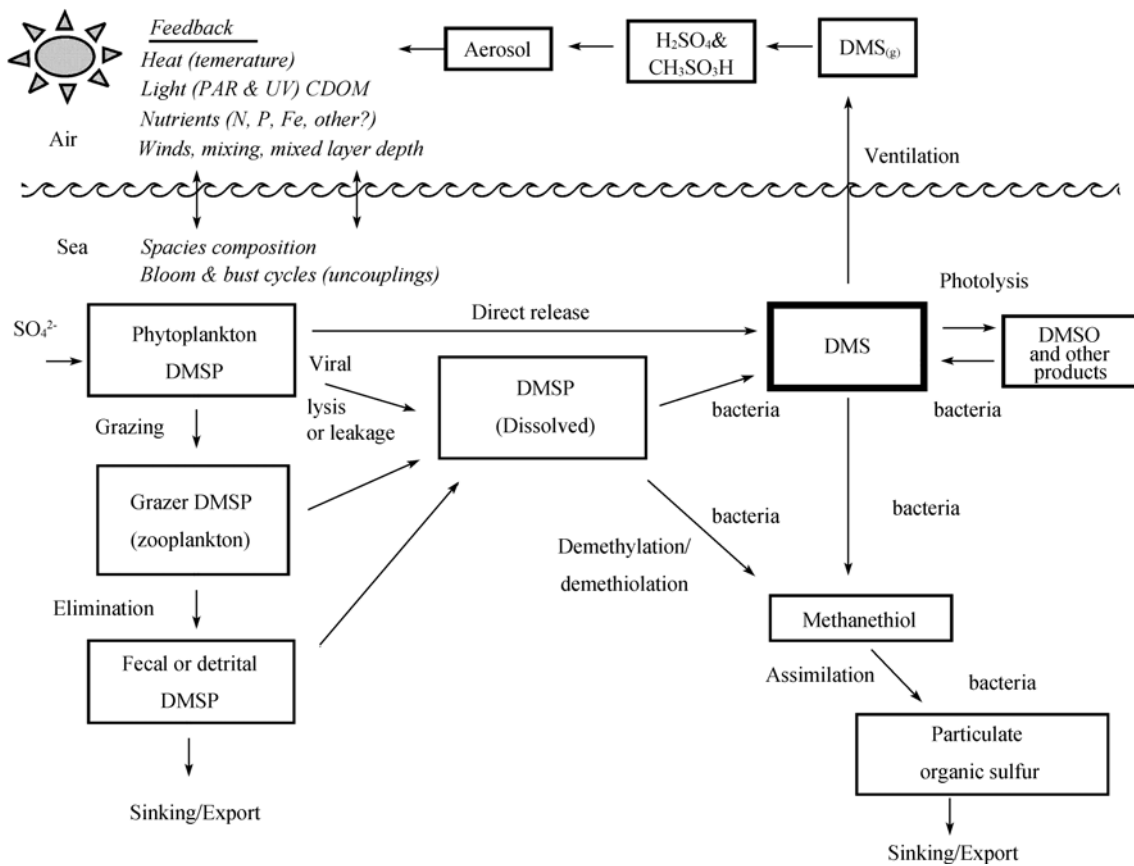 Feedback
Heat (temerature)
Light (PAR & UV) CDOM
Nutrients (N, P, Fe, other?)
Winds, mixing, mixed layer depth
Air
Aerosol
H₂SO₄&
CH₃SO₃H
DMS(g)
Ventilation
Sea
Spacies composition
Bloom & bust cycles (uncouplings)
SO₄²⁻
Phytoplankton
DMSP
Direct release
Viral
lysis
or leakage
DMSP
(Dissolved)
bacteria
DMS
Photolysis
DMSO
and other
products
bacteria
Grazing
Grazer DMSP
(zooplankton)
bacteria
bacteria
Demethylation/
demethiolation
Elimination
Fecal or detrital
DMSP
Methanethiol
Assimilation
bacteria
Particulate
organic sulfur
Sinking/Export
Sinking/Export